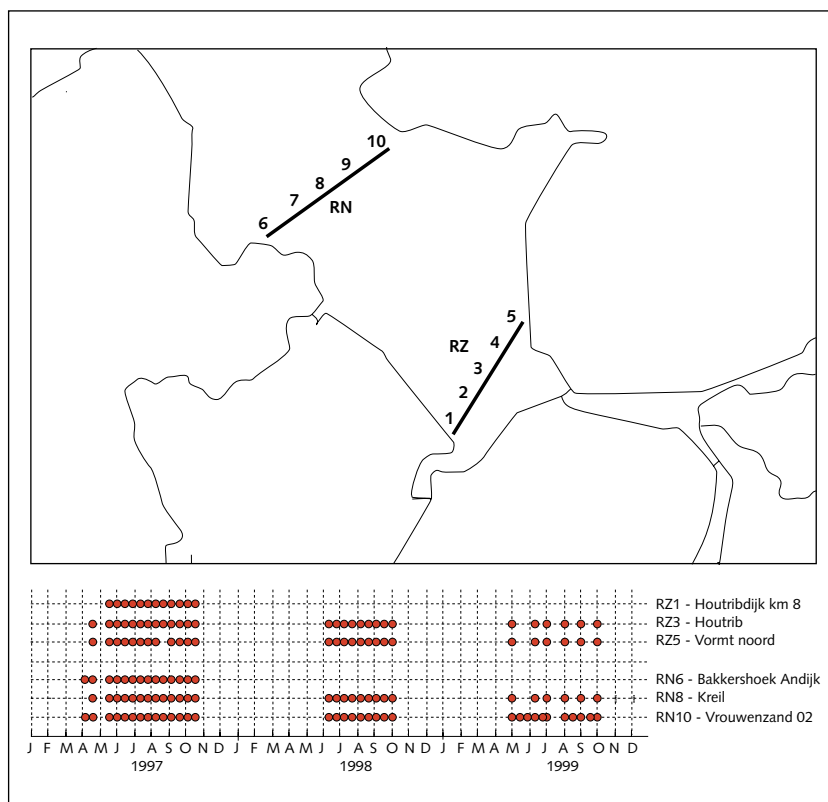 10
9
8
7
6
RN
5
RZ
4
3
2
1
RZ1 - Houtribdijk km 8
RZ3 - Houtrib
RZ5 - Vormt noord
RN6 - Bakkershoek Andijk
RN8 - Kreil
RN10 - Vrouwenzand 02
J F M A M J J A S O N D J F M A M J J A S O N D J F M A M J J A S O N D
1997 1998 1999